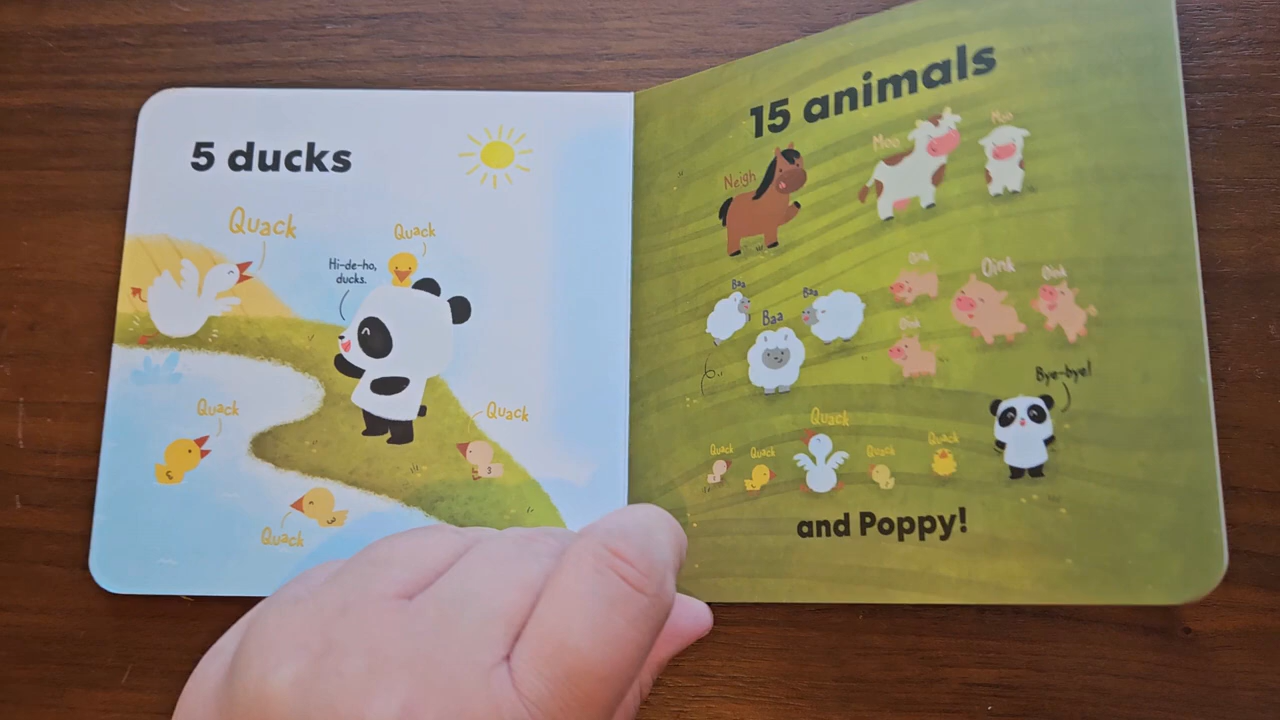 5 ducks
Quack
Quack
Hi-de-ho,
ducks.
Quack
Quack
Quack
15 animals
Neigh
Moo
Moo
Baa
Baa
Baa
Oink
Oink
Oink
Oink
Bye-bye!
Quack
Quack
Quack
Quack
Quack
and Poppy!